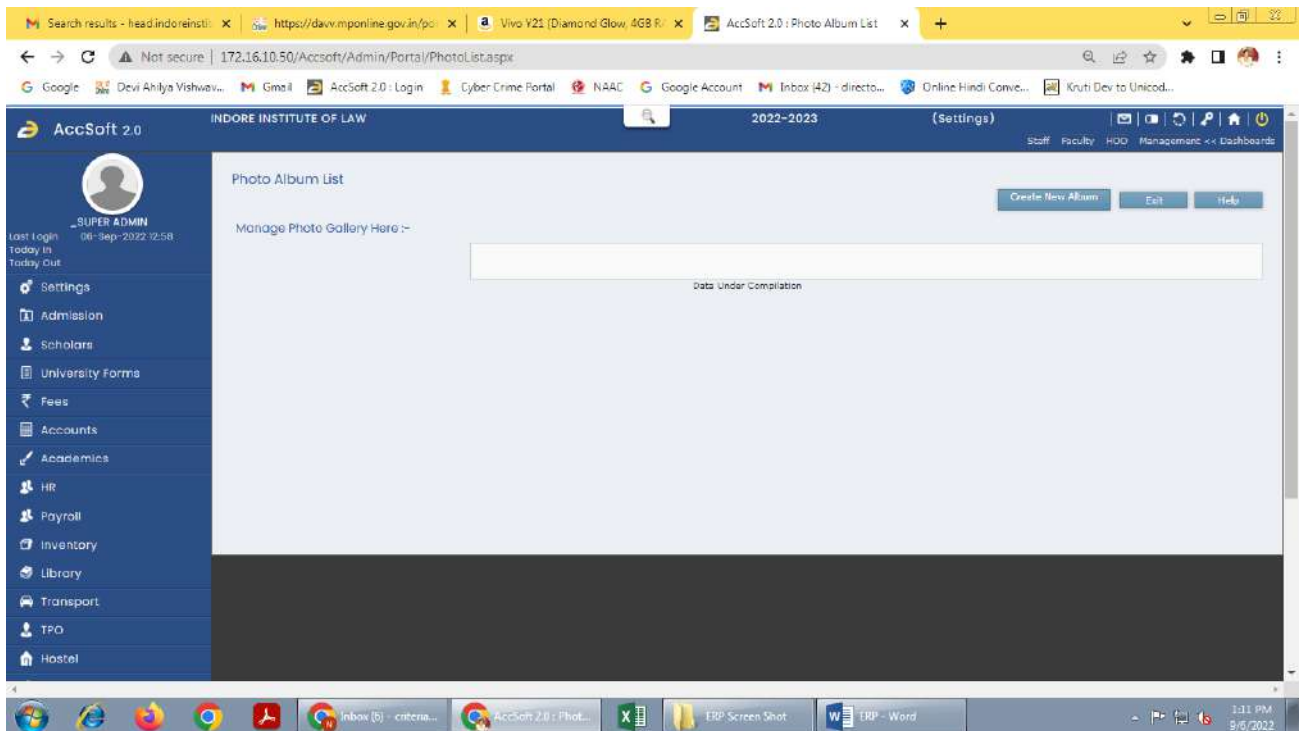 Search results - head.indoreinsti
https://davv.mponline.gov.in/po
Vivo Y21 (Diamond Glow, 4GB R
AccSoft 2.0 : Photo Album List
Not secure | 172.16.10.50/Accsoft/Admin/Portal/PhotoList.aspx
Google Devi Ahilya Vishwav... Gmail AccSoft 2.0 : Login Cyber Crime Portal NAAC Google Account Inbox (42) - directo... Online Hindi Conve... Kruti Dev to Unicod...
AccSoft 2.0
INDORE INSTITUTE OF LAW 2022-2023 (Settings)
Staff Faculty HOD Management << Dashboards
_SUPER ADMIN
Last Login 06-Sep-2022 12:58
Today In
Today Out
Settings
Admission
Scholars
University Forms
Fees
Accounts
Academics
HR
Payroll
Inventory
Library
Transport
TPO
Hostel
Photo Album List
Create New Album Exit Help
Manage Photo Gallery Here :-
Data Under Compilation
Inbox (6) - criteria...
AccSoft 2.0 : Phot...
ERP Screen Shot
ERP - Word
1:11 PM
9/6/2022